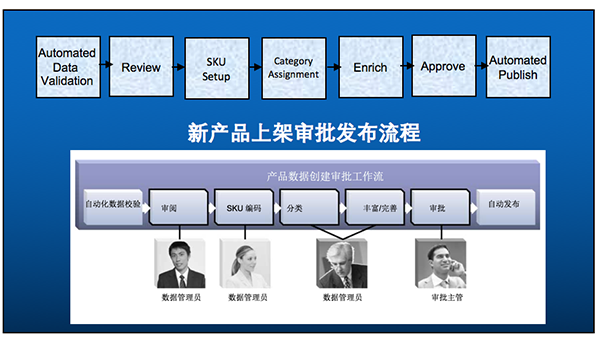 Automated
Data
Validation
Review
SKU
Setup
Category
Assignment
Enrich
Approve
Automated
Publish
新产品上架审批发布流程
产品数据创建审批工作流
自动化数据校验
审阅
SKU 编码
分类
丰富/完善
审批
自动发布
数据管理员
数据管理员
数据管理员
审批主管